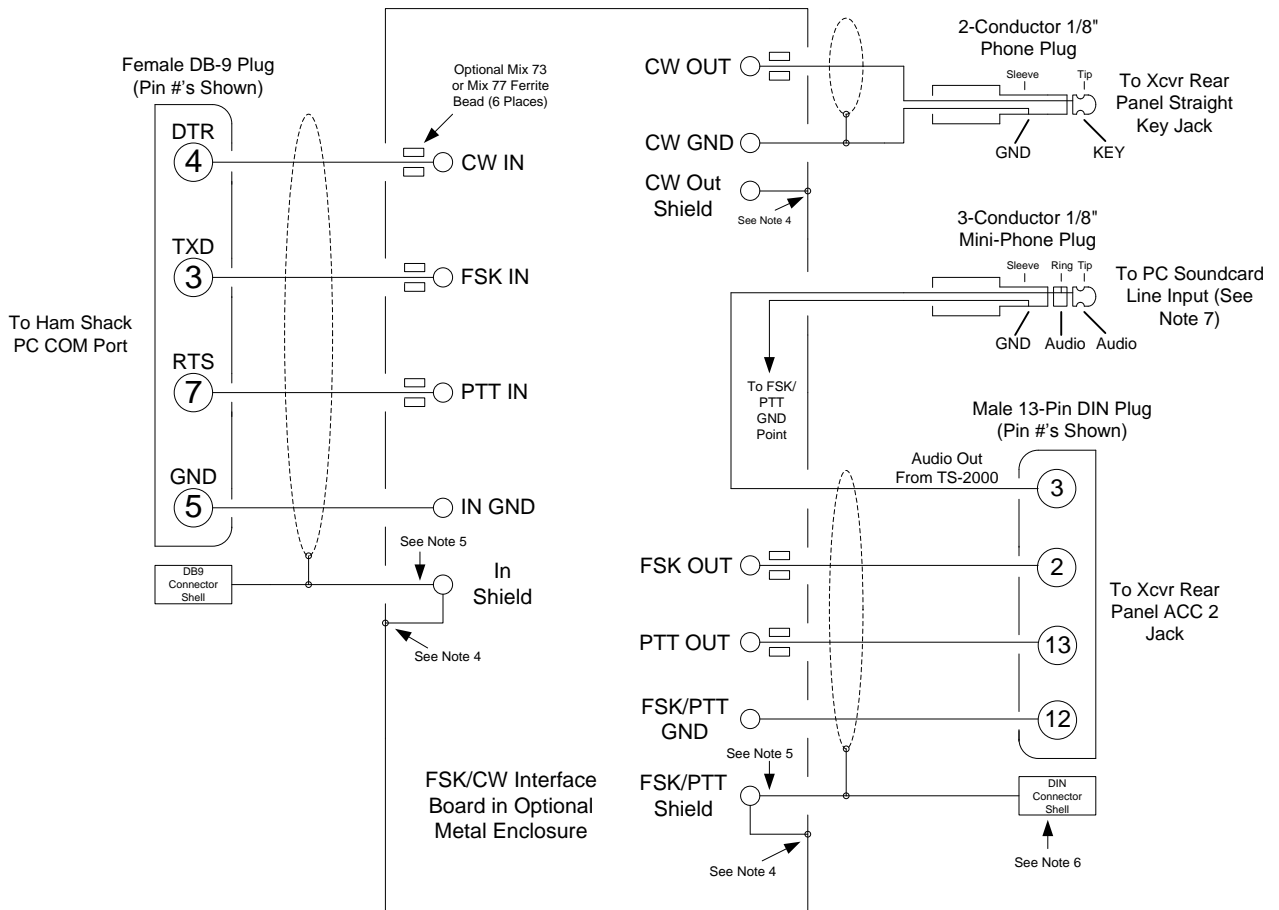 Female DB-9 Plug
(Pin #'s Shown)
DTR
4
TXD
3
RTS
7
GND
5
To Ham Shack
PC COM Port
DB9
Connector
Shell
Optional Mix 73
or Mix 77 Ferrite
Bead (6 Places)
CW IN
FSK IN
PTT IN
IN GND
See Note 5
In
Shield
See Note 4
FSK/CW Interface
Board in Optional
Metal Enclosure
CW OUT
CW GND
CW Out
Shield
See Note 4
2-Conductor 1/8"
Phone Plug
Sleeve
Tip
GND
KEY
To Xcvr Rear
Panel Straight
Key Jack
3-Conductor 1/8"
Mini-Phone Plug
Sleeve
Ring
Tip
GND
Audio
Audio
To PC Soundcard
Line Input (See
Note 7)
To FSK/
PTT
GND
Point
Male 13-Pin DIN Plug
(Pin #'s Shown)
Audio Out
From TS-2000
3
FSK OUT
2
PTT OUT
13
FSK/PTT
GND
12
To Xcvr Rear
Panel ACC 2
Jack
See Note 5
FSK/PTT
Shield
See Note 4
DIN
Connector
Shell
See Note 6